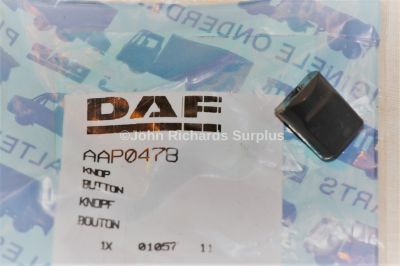 DAF
© John Richards Surplus
AAP0478
KNOP
BUTTON
KNOPF
BOUTON
1X 01057 11